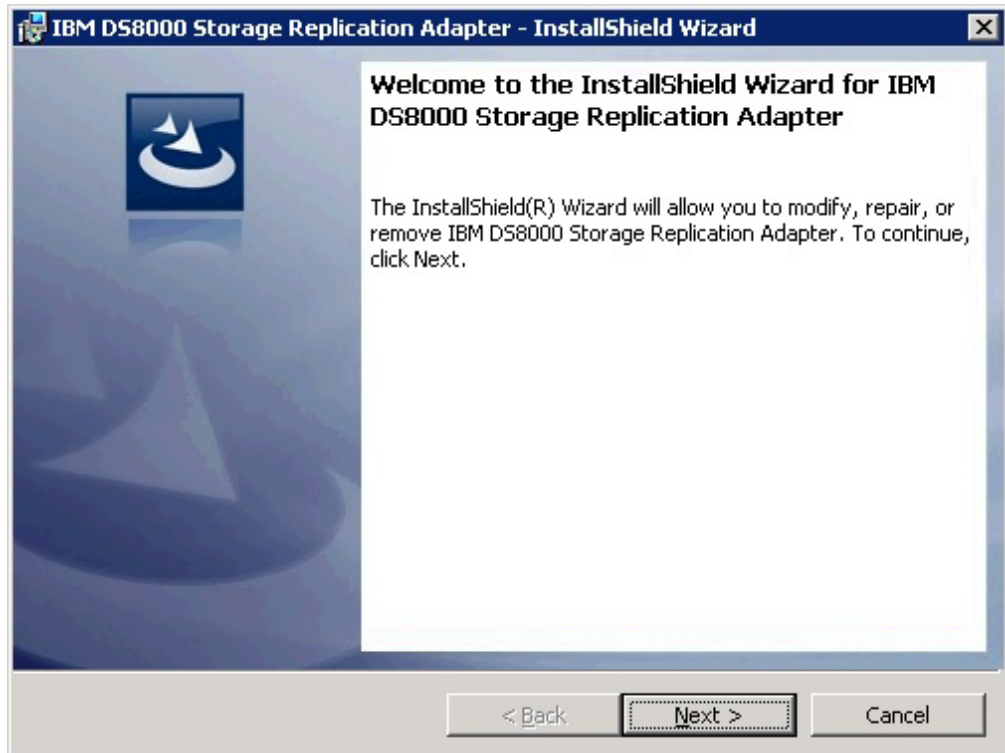 IBM DS8000 Storage Replication Adapter - InstallShield Wizard
Welcome to the InstallShield Wizard for IBM
DS8000 Storage Replication Adapter
The InstallShield(R) Wizard will allow you to modify, repair, or
remove IBM DS8000 Storage Replication Adapter. To continue,
click Next.
< Back Next > Cancel